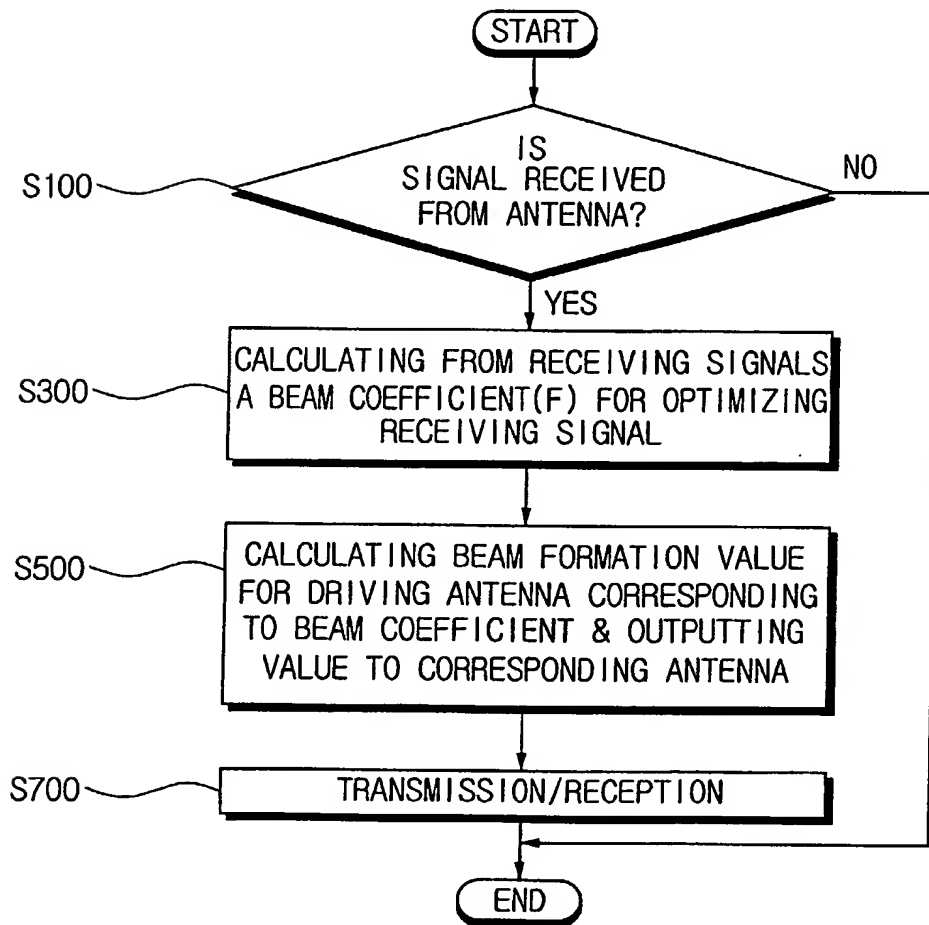 START
IS
SIGNAL RECEIVED
FROM ANTENNA?
S100
NO
YES
S300
CALCULATING FROM RECEIVING SIGNALS
A BEAM COEFFICIENT(F) FOR OPTIMIZING
RECEIVING SIGNAL
S500
CALCULATING BEAM FORMATION VALUE
FOR DRIVING ANTENNA CORRESPONDING
TO BEAM COEFFICIENT & OUTPUTTING
VALUE TO CORRESPONDING ANTENNA
S700
TRANSMISSION/RECEPTION
END